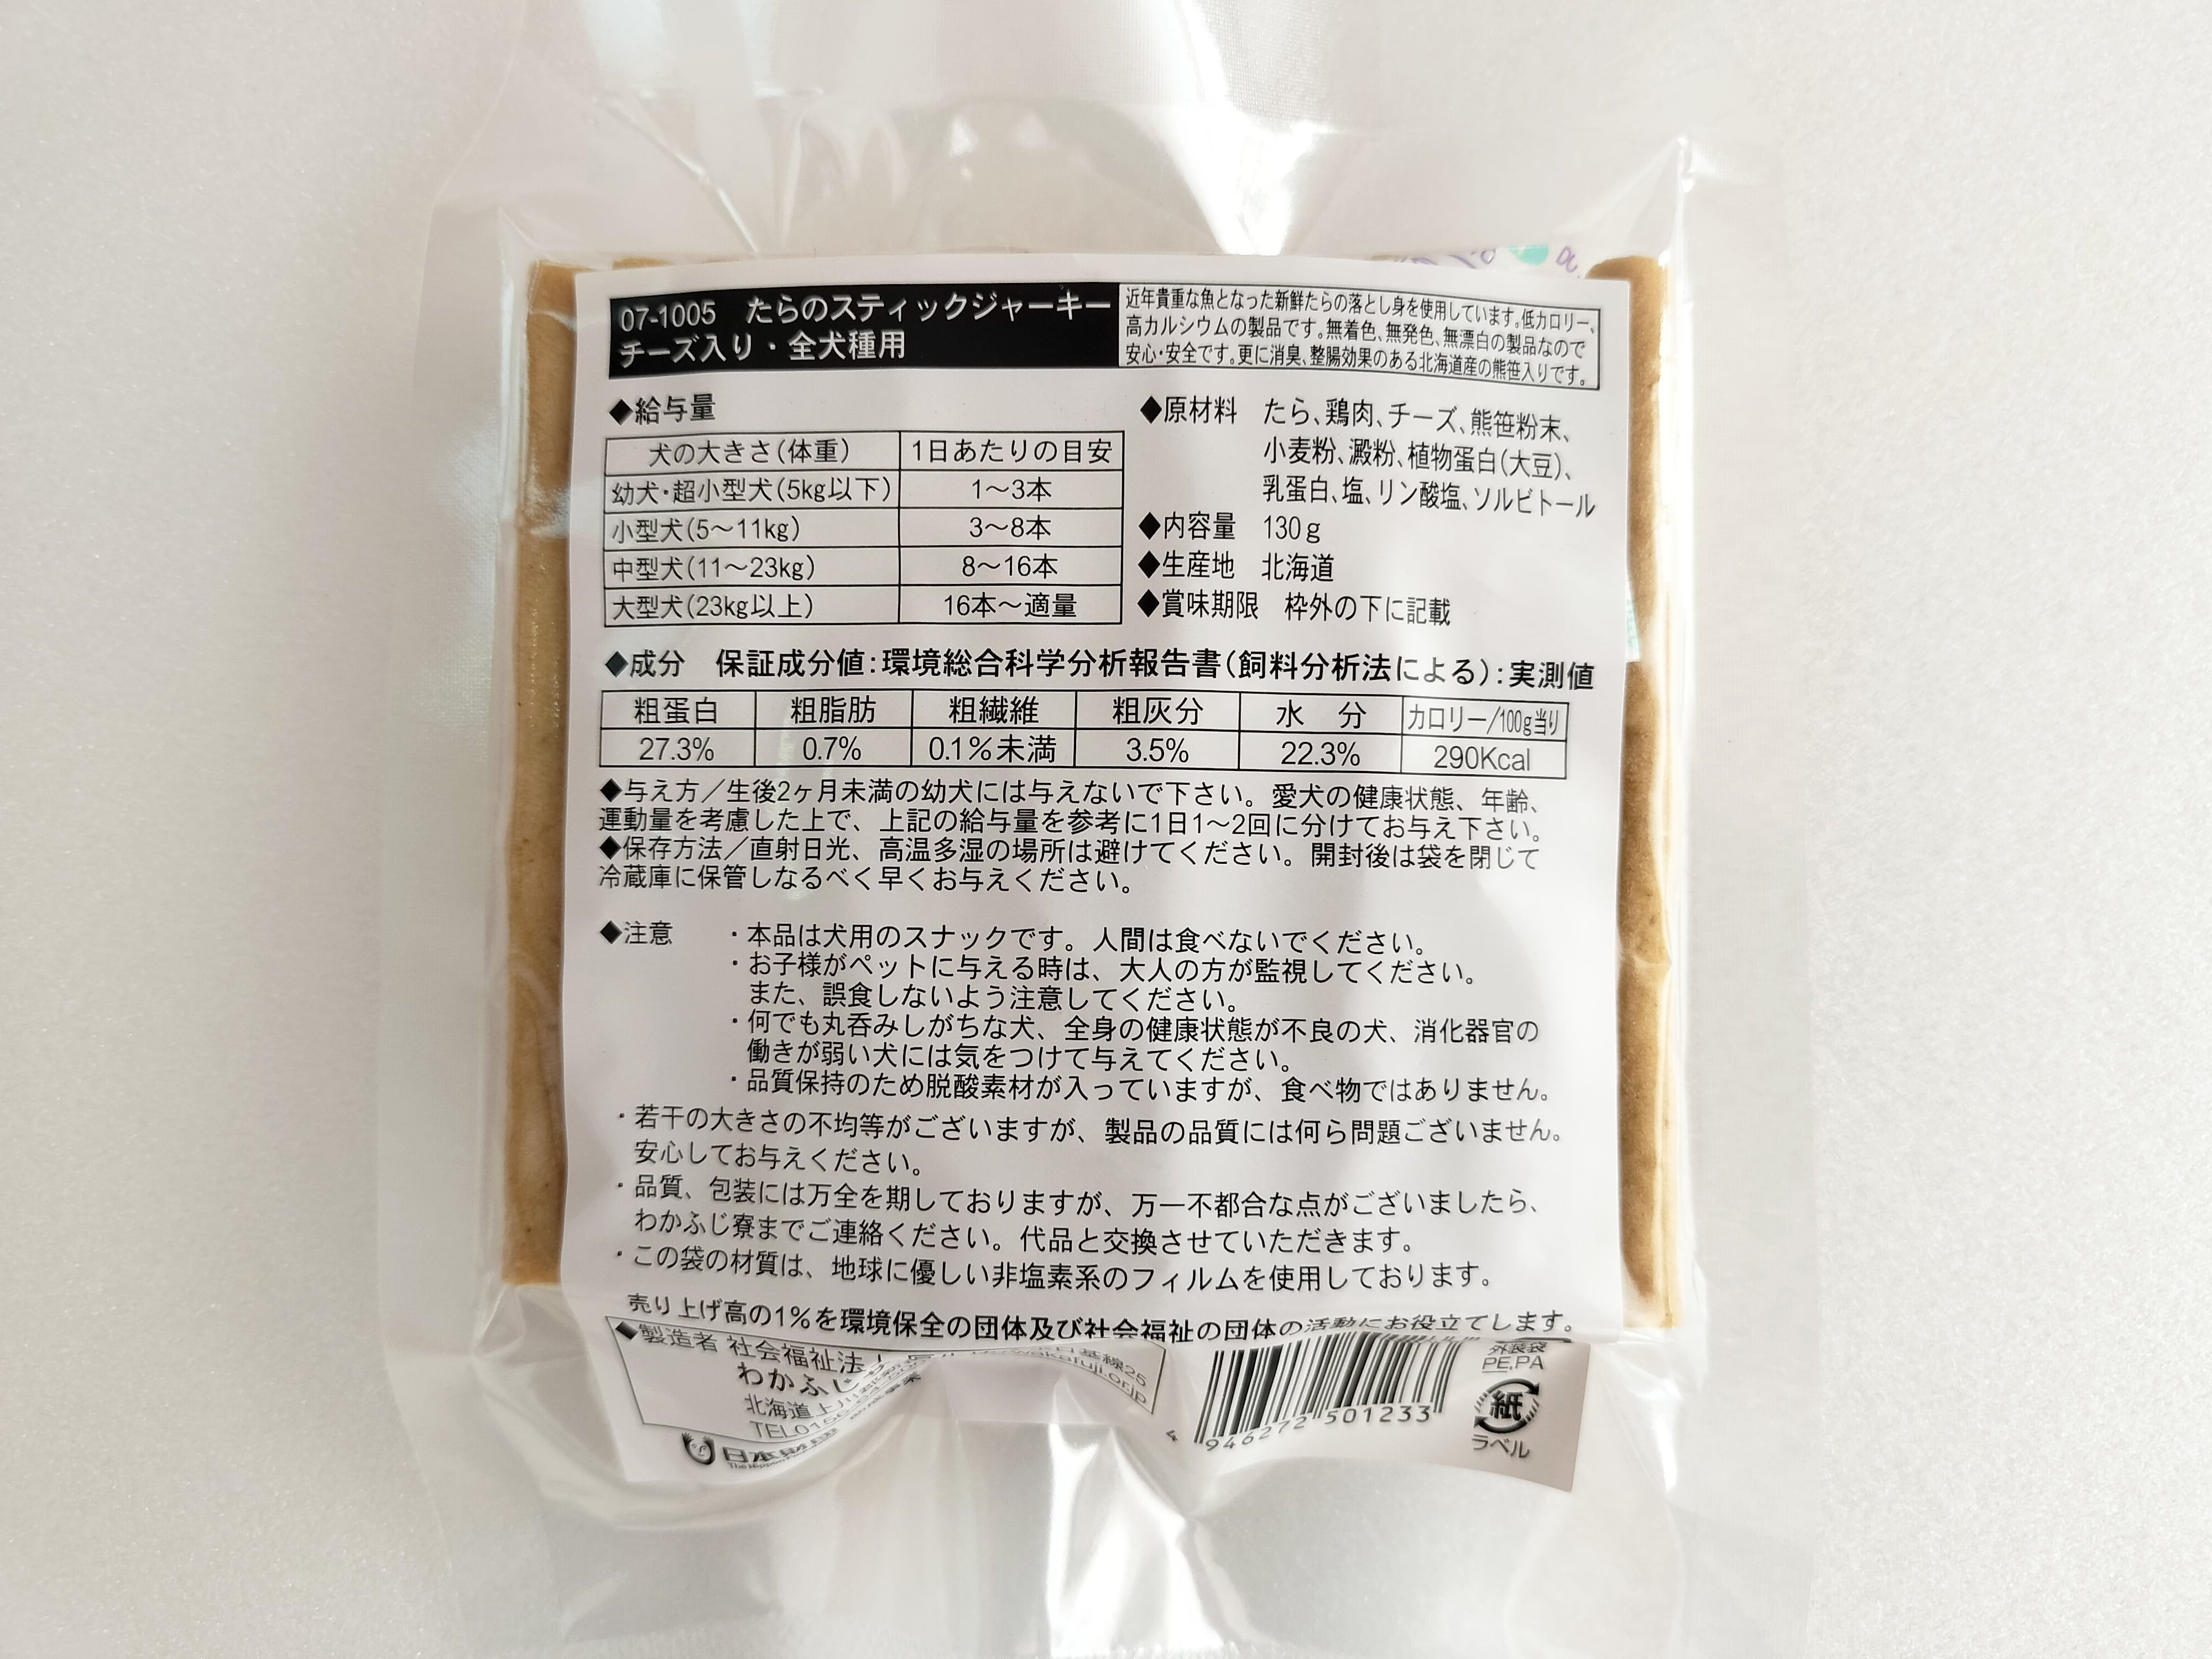 07-1005 たらのスティックジャーキー
チーズ入り・全犬種用
近年貴重な魚となった新鮮たらの落とし身を使用しています。低カロリー、
高カルシウムの製品です。無着色、無発色、無漂白の製品なので
安心・安全です。更に消臭、整腸効果のある北海道産の熊笹入りです。
◆給与量
犬の大きさ(体重) 1日あたりの目安
幼犬・超小型犬(5kg以下) 1～3本
小型犬(5～11kg) 3～8本
中型犬(11～23kg) 8～16本
大型犬(23kg以上) 16本～適量
◆原材料 たら、鶏肉、チーズ、熊笹粉末、
小麦粉、澱粉、植物蛋白(大豆)、
乳蛋白、塩、リン酸塩、ソルビトール
◆内容量 130g
◆生産地 北海道
◆賞味期限 枠外の下に記載
◆成分 保証成分値:環境総合科学分析報告書(飼料分析法による):実測値
粗蛋白 粗脂肪 粗繊維 粗灰分 水 分 カロリー/100g当り
27.3% 0.7% 0.1%未満 3.5% 22.3% 290Kcal
◆与え方／生後2ヶ月未満の幼犬には与えないで下さい。愛犬の健康状態、年齢、
運動量を考慮した上で、上記の給与量を参考に1日1～2回に分けてお与え下さい。
◆保存方法／直射日光、高温多湿の場所は避けてください。開封後は袋を閉じて
冷蔵庫に保管しなるべく早くお与えください。
◆注意 ・本品は犬用のスナックです。人間は食べないでください。
・お子様がペットに与える時は、大人の方が監視してください。
また、誤食しないよう注意してください。
・何でも丸呑みしがちな犬、全身の健康状態が不良の犬、消化器官の
働きが弱い犬には気をつけて与えてください。
・品質保持のため脱酸素材が入っていますが、食べ物ではありません。
・若干の大きさの不均等がございますが、製品の品質には何ら問題ございません。
安心してお与えください。
・品質、包装には万全を期しておりますが、万一不都合な点がございましたら、
わかふじ寮までご連絡ください。代品と交換させていただきます。
・この袋の材質は、地球に優しい非塩素系のフィルムを使用しております。
売り上げ高の1%を環境保全の団体及び社会福祉の団体の活動にお役立てします。
◆製造者 社会福祉法
わかふじ
北海道上川
TEL0156
日本財団
4 946272 501233
外装袋
PE,PA
紙
ラベル